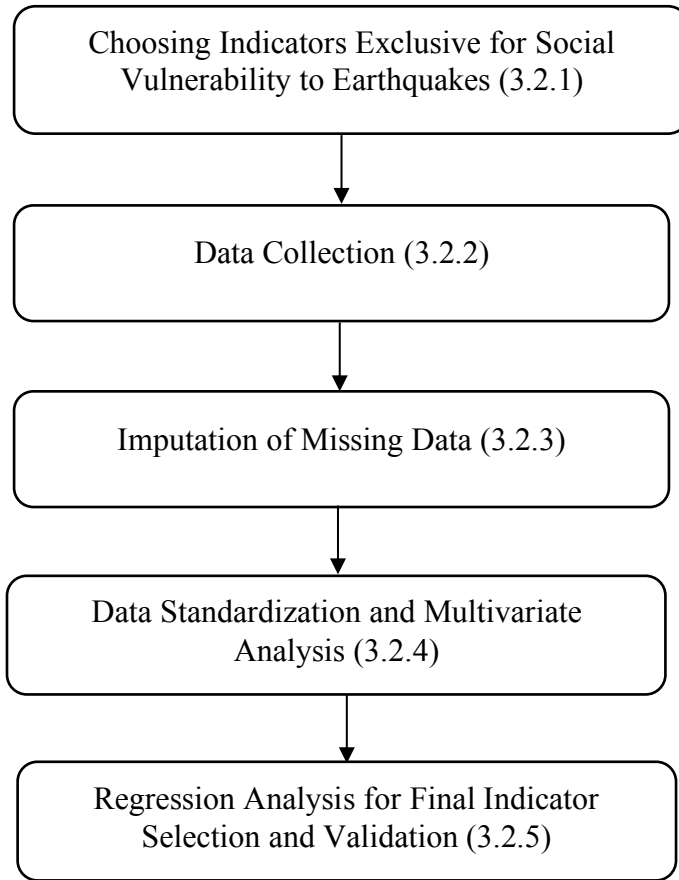 Choosing Indicators Exclusive for Social
Vulnerability to Earthquakes (3.2.1)
Data Collection (3.2.2)
Imputation of Missing Data (3.2.3)
Data Standardization and Multivariate
Analysis (3.2.4)
Regression Analysis for Final Indicator
Selection and Validation (3.2.5)